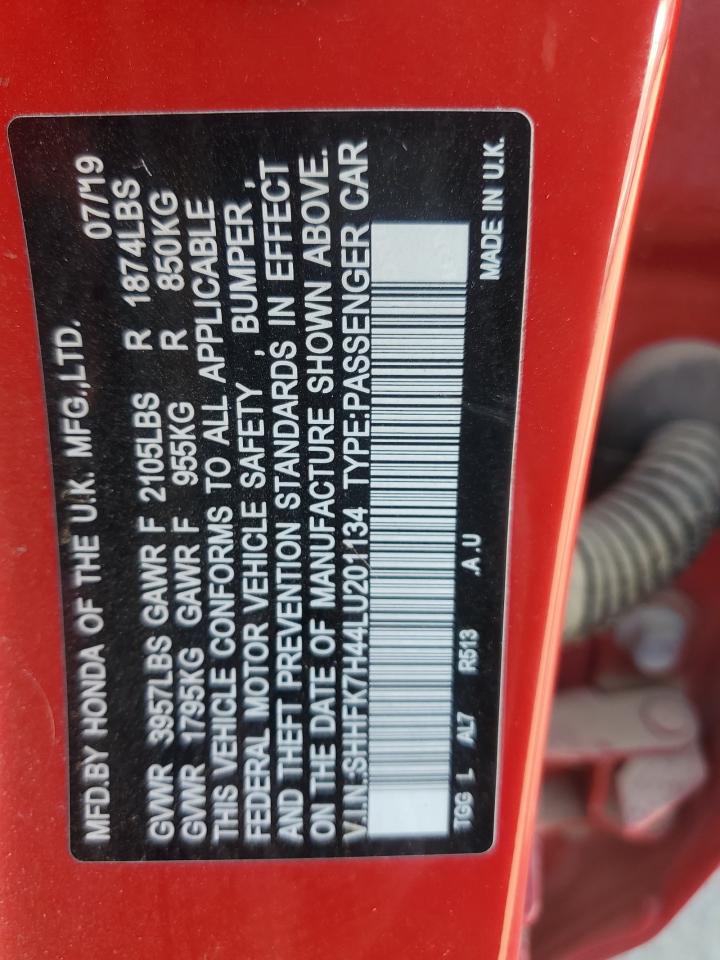 MFD.BY HONDA OF THE U.K. MFG.,LTD. 07/19
GVWR 3957LBS GAWR F 2105LBS R 1874LBS
GVWR 1795KG GAWR F 955KG R 850KG
THIS VEHICLE CONFORMS TO ALL APPLICABLE
FEDERAL MOTOR VEHICLE SAFETY , BUMPER ,
AND THEFT PREVENTION STANDARDS IN EFFECT
ON THE DATE OF MANUFACTURE SHOWN ABOVE.
V.I.N.:SHHFK7H44LU201134 TYPE:PASSENGER CAR
TGG L AL7 R513 .A.U MADE IN U.K.